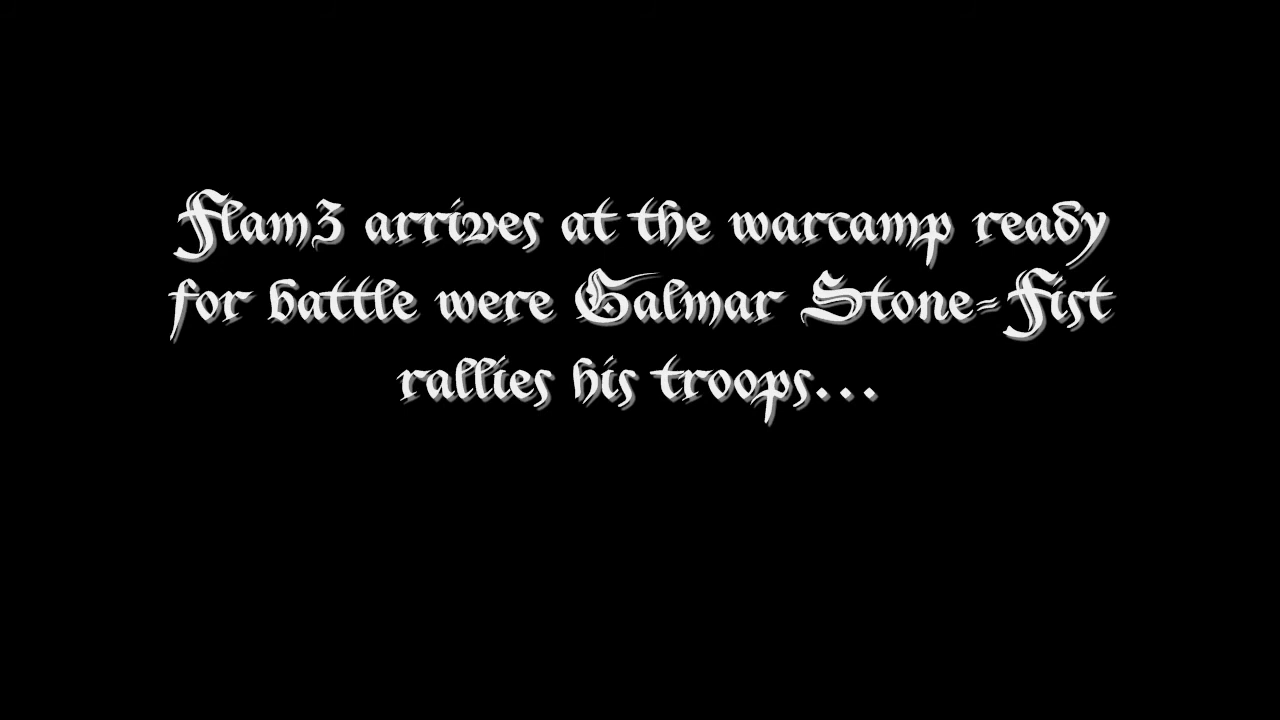 Flam3 arrives at the warcamp ready
for battle were Galmar Stone-Fist
rallies his troops...